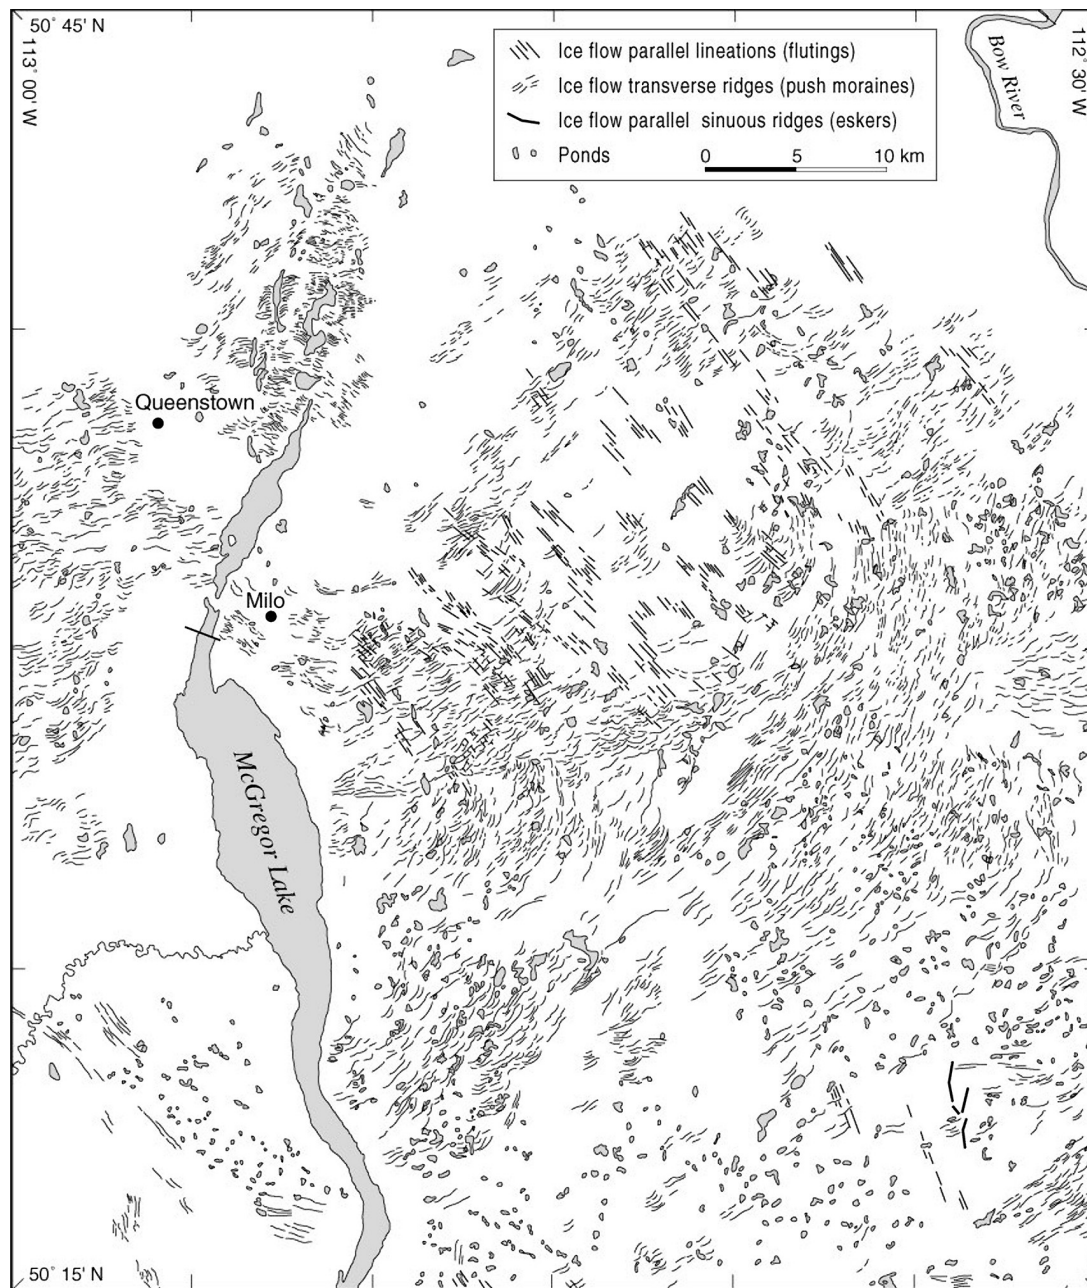 50° 45' N
113° 00' W
Ice flow parallel lineations (flutings)
Ice flow transverse ridges (push moraines)
Ice flow parallel sinuous ridges (eskers)
Ponds
0 5 10 km
Bow River
112° 30' W
Queenstown
Milo
McGregor Lake
50° 15' N